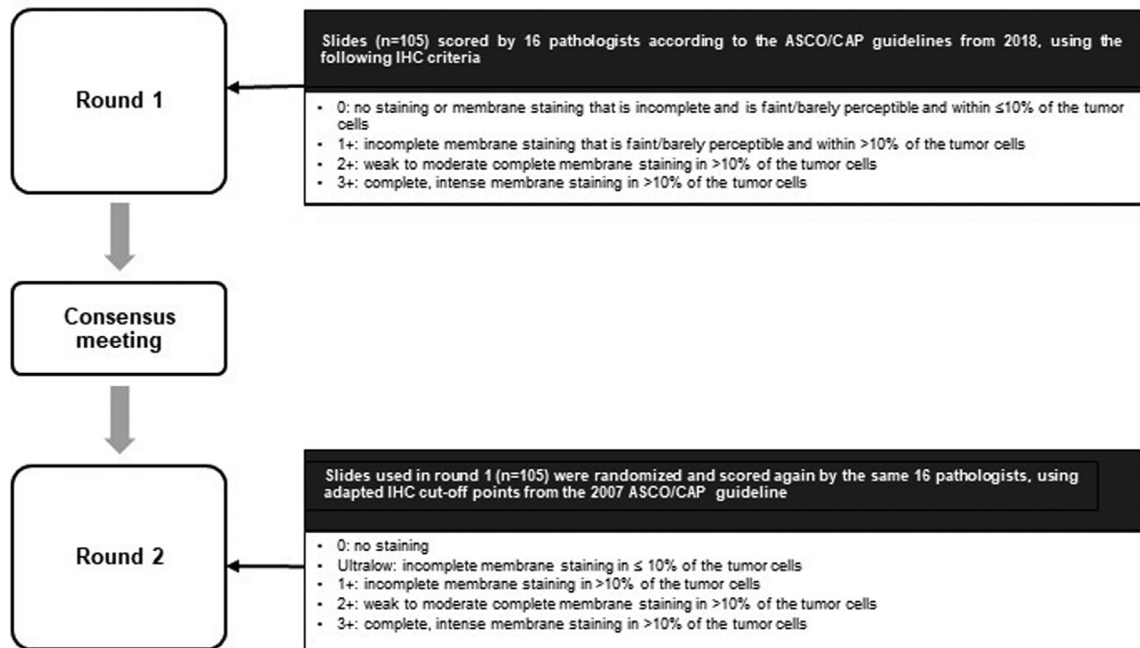 Round 1
Slides (n=105) scored by 16 pathologists according to the ASCO/CAP guidelines from 2018, using the
following IHC criteria
• 0: no staining or membrane staining that is incomplete and is faint/barely perceptible and within ≤10% of the tumor
cells
• 1+: incomplete membrane staining that is faint/barely perceptible and within >10% of the tumor cells
• 2+: weak to moderate complete membrane staining in >10% of the tumor cells
• 3+: complete, intense membrane staining in >10% of the tumor cells
Consensus
meeting
Round 2
Slides used in round 1 (n=105) were randomized and scored again by the same 16 pathologists, using
adapted IHC cut-off points from the 2007 ASCO/CAP guideline
• 0: no staining
• Ultralow: incomplete membrane staining in ≤ 10% of the tumor cells
• 1+: incomplete membrane staining in >10% of the tumor cells
• 2+: weak to moderate complete membrane staining in >10% of the tumor cells
• 3+: complete, intense membrane staining in >10% of the tumor cells